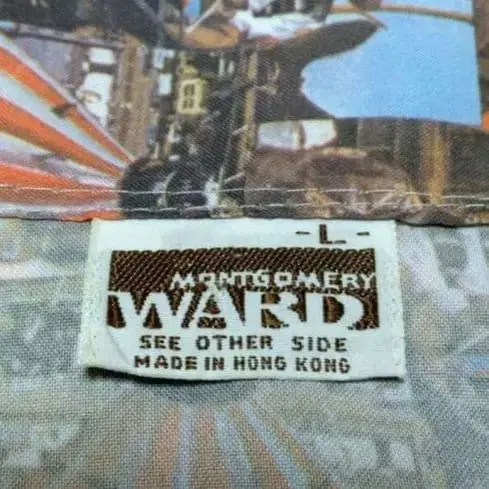 -L-
MONTGOMERY
WARD
SEE OTHER SIDE
MADE IN HONG KONG